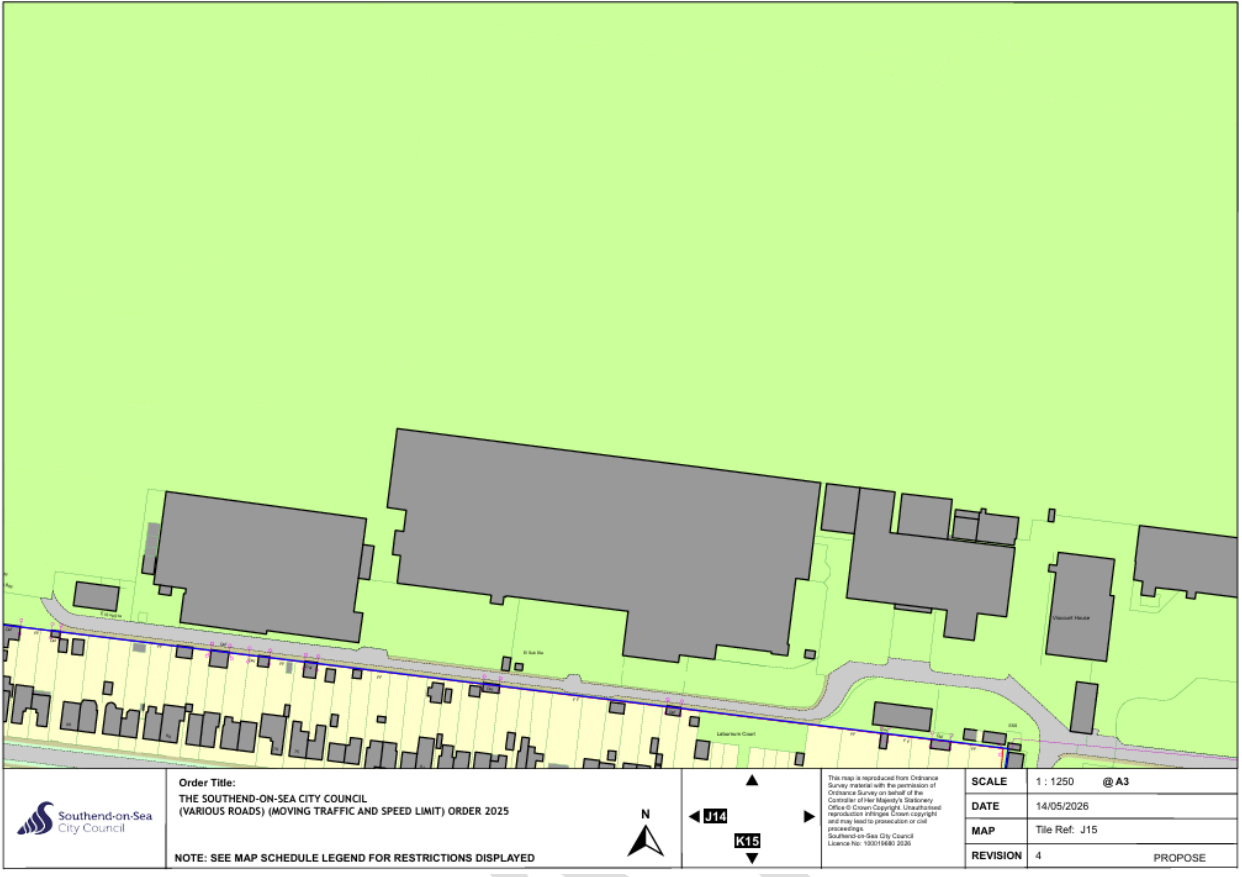 El Sub Sta
Viscount House
Laburnum Court
ESS
Southend-on-Sea
City Council
Order Title:
THE SOUTHEND-ON-SEA CITY COUNCIL
(VARIOUS ROADS) (MOVING TRAFFIC AND SPEED LIMIT) ORDER 2025
NOTE: SEE MAP SCHEDULE LEGEND FOR RESTRICTIONS DISPLAYED
N
J14
K15
This map is reproduced from Ordnance
Survey material with the permission of
Ordnance Survey on behalf of the
Controller of Her Majesty's Stationery
Office © Crown Copyright. Unauthorised
reproduction infringes Crown copyright
and may lead to prosecution or civil
proceedings.
Southend-on-Sea City Council
Licence No: 100019680 2026
SCALE 1 : 1250 @ A3
DATE 14/05/2026
MAP Tile Ref: J15
REVISION 4 PROPOSE